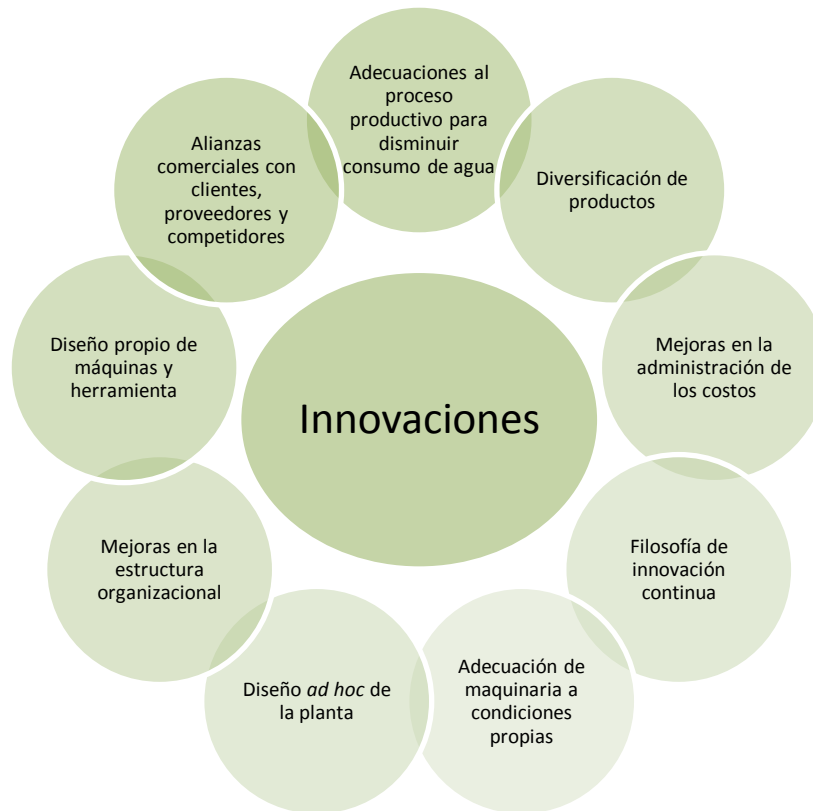 Adecuaciones al
proceso
productivo para
disminuir
consumo de agua
Diversificación de
productos
Mejoras en la
administración de
los costos
Filosofía de
innovación
continua
Adecuación de
maquinaria a
condiciones
propias
Diseño ad hoc de
la planta
Mejoras en la
estructura
organizacional
Diseño propio de
máquinas y
herramienta
Alianzas
comerciales con
clientes,
proveedores y
competidores
Innovaciones